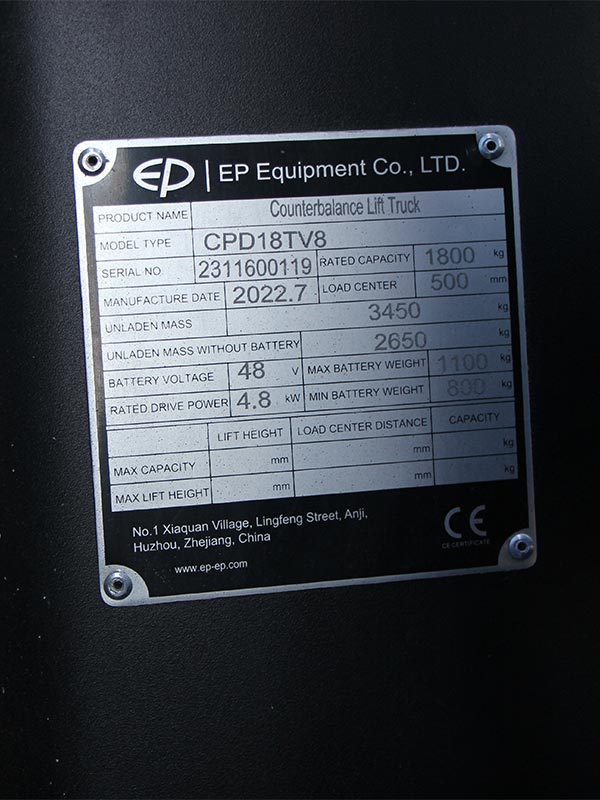 EP | EP Equipment Co., LTD.
PRODUCT NAME Counterbalance Lift Truck
MODEL TYPE CPD18TV8
SERIAL NO. 2311600119 RATED CAPACITY 1800 kg
MANUFACTURE DATE 2022.7 LOAD CENTER 500 mm
UNLADEN MASS 3450 kg
UNLADEN MASS WITHOUT BATTERY 2650 kg
BATTERY VOLTAGE 48 V MAX BATTERY WEIGHT 1100 kg
RATED DRIVE POWER 4.8 kW MIN BATTERY WEIGHT 800 kg
LIFT HEIGHT LOAD CENTER DISTANCE CAPACITY
MAX CAPACITY mm mm kg
MAX LIFT HEIGHT mm mm kg
No.1 Xiaquan Village, Lingfeng Street, Anji,
Huzhou, Zhejiang, China
www.ep-ep.com
CE
CE CERTIFICATE